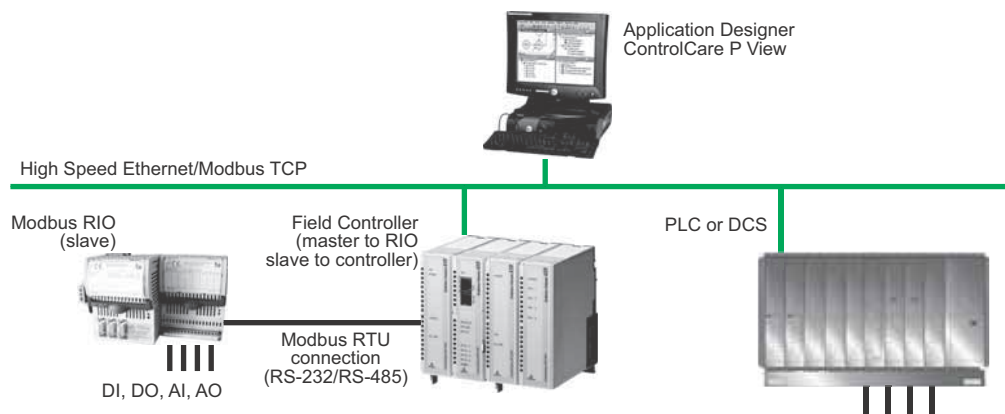 Application Designer
ControlCare P View
High Speed Ethernet/Modbus TCP
Modbus RIO
(slave)
Field Controller
(master to RIO
slave to controller)
PLC or DCS
Modbus RTU
connection
(RS-232/RS-485)
DI, DO, AI, AO